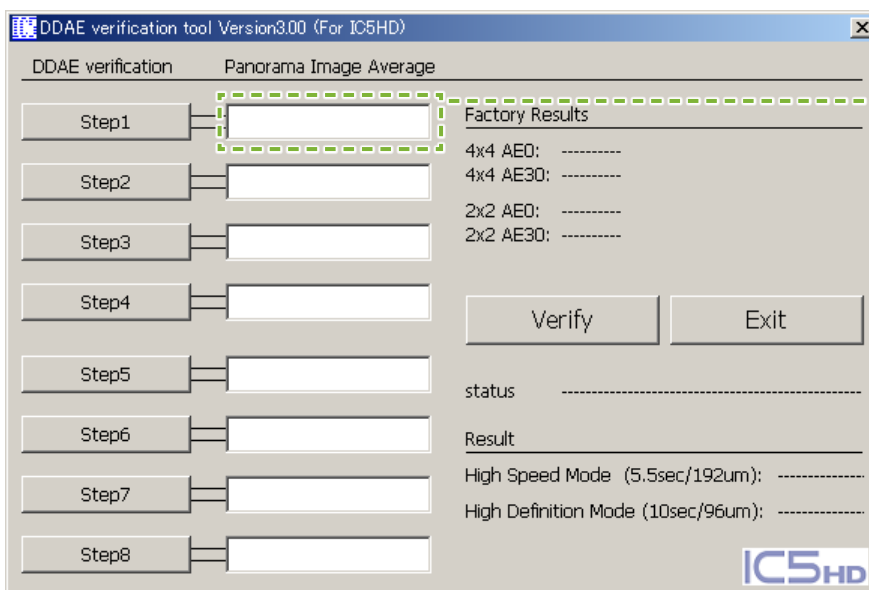 DDAE verification tool Version3.00 (For IC5HD)
DDAE verification Panorama Image Average
Step1
Step2
Step3
Step4
Step5
Step6
Step7
Step8
Factory Results
4x4 AE0: ----------
4x4 AE30: ----------
2x2 AE0: ----------
2x2 AE30: ----------
Verify Exit
status --------------------------------------------------
Result
High Speed Mode (5.5sec/192um): ---------------
High Definition Mode (10sec/96um): ---------------
IC5HD